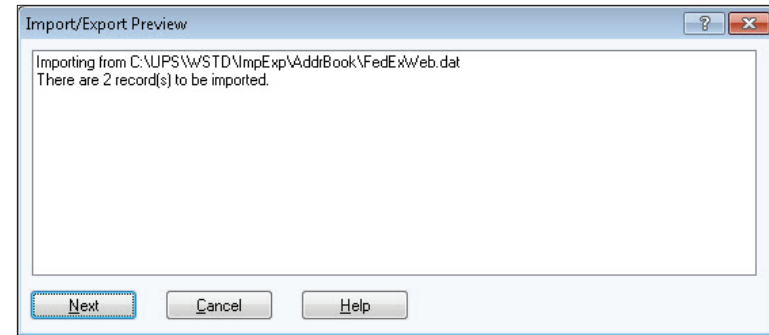 Import/Export Preview
Importing from C:\UPS\WSTD\ImpExp\AddrBook\FedExWeb.dat
There are 2 record(s) to be imported.
Next Cancel Help